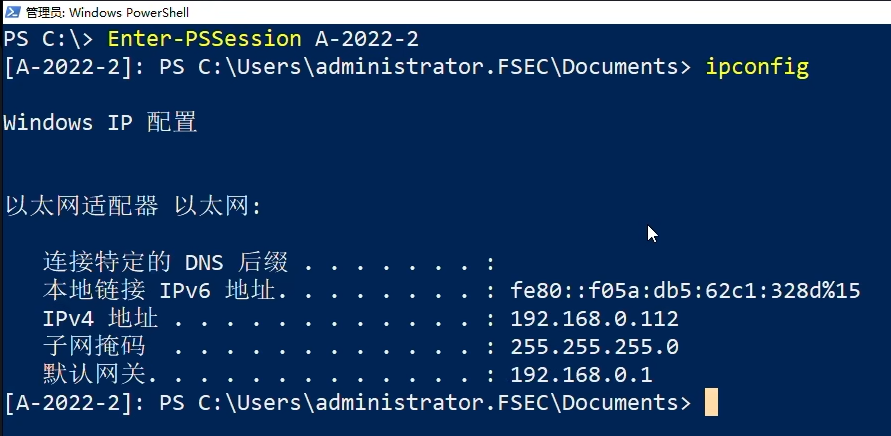 管理员: Windows PowerShell
PS C:\> Enter-PSSession A-2022-2
[A-2022-2]: PS C:\Users\administrator.FSEC\Documents> ipconfig
Windows IP 配置
以太网适配器 以太网:
连接特定的 DNS 后缀 . . . . . . . :
本地链接 IPv6 地址. . . . . . . . : fe80::f05a:db5:62c1:328d%15
IPv4 地址 . . . . . . . . . . . . : 192.168.0.112
子网掩码  . . . . . . . . . . . . : 255.255.255.0
默认网关. . . . . . . . . . . . . : 192.168.0.1
[A-2022-2]: PS C:\Users\administrator.FSEC\Documents>